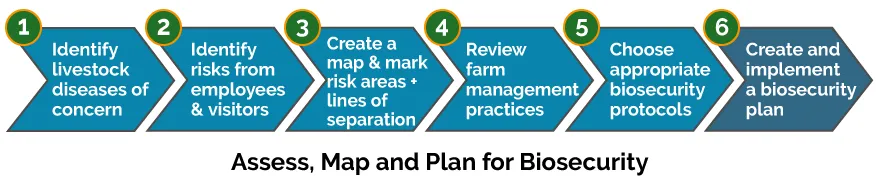 1
Identify
livestock
diseases of
concern
2
Identify
risks from
employees
& visitors
3
Create a
map & mark
risk areas +
lines of
separation
4
Review
farm
management
practices
5
Choose
appropriate
biosecurity
protocols
6
Create and
implement
a biosecurity
plan
Assess, Map and Plan for Biosecurity